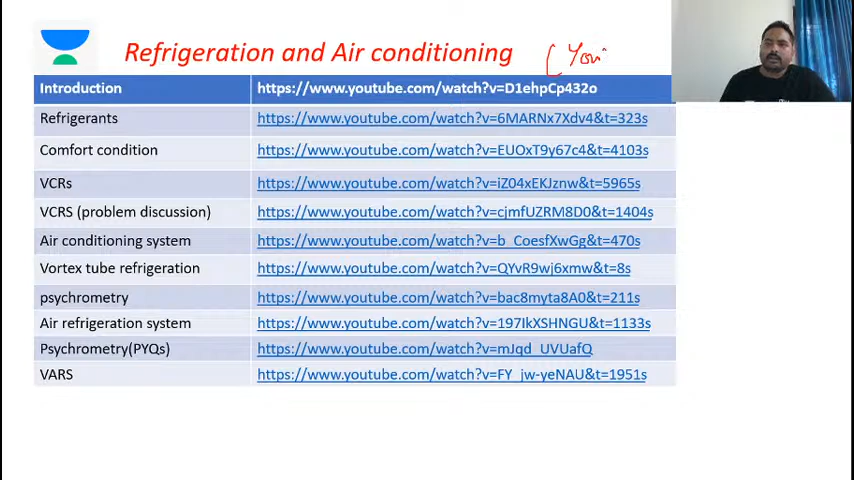 Refrigeration and Air conditioning
Introduction https://www.youtube.com/watch?v=D1ehpCp432o
Refrigerants https://www.youtube.com/watch?v=6MARNx7Xdv4&t=323s
Comfort condition https://www.youtube.com/watch?v=EUOxT9y67c4&t=4103s
VCRs https://www.youtube.com/watch?v=iZ04xEKJznw&t=5965s
VCRS (problem discussion) https://www.youtube.com/watch?v=cjmfUZRM8D0&t=1404s
Air conditioning system https://www.youtube.com/watch?v=b_CoesfXwGg&t=470s
Vortex tube refrigeration https://www.youtube.com/watch?v=QYvR9wj6xmw&t=8s
psychrometry https://www.youtube.com/watch?v=bac8myta8A0&t=211s
Air refrigeration system https://www.youtube.com/watch?v=197IkXSHNGU&t=1133s
Psychrometry(PYQs) https://www.youtube.com/watch?v=mJqd_UVUafQ
VARS https://www.youtube.com/watch?v=FY_jw-yeNAU&t=1951s